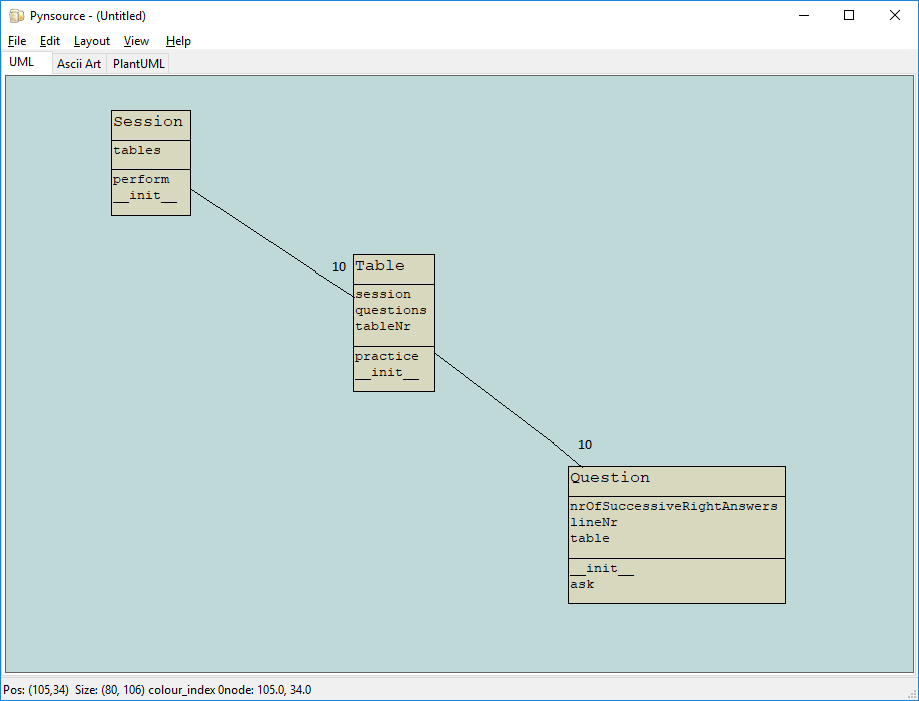 Pynsource - (Untitled)
File Edit Layout View Help
UML Ascii Art PlantUML
Session
tables
perform
__init__
10
Table
session
questions
tableNr
practice
__init__
10
Question
nrOfSuccessiveRightAnswers
lineNr
table
__init__
ask
Pos: (105,34) Size: (80, 106) colour_index 0node: 105.0, 34.0